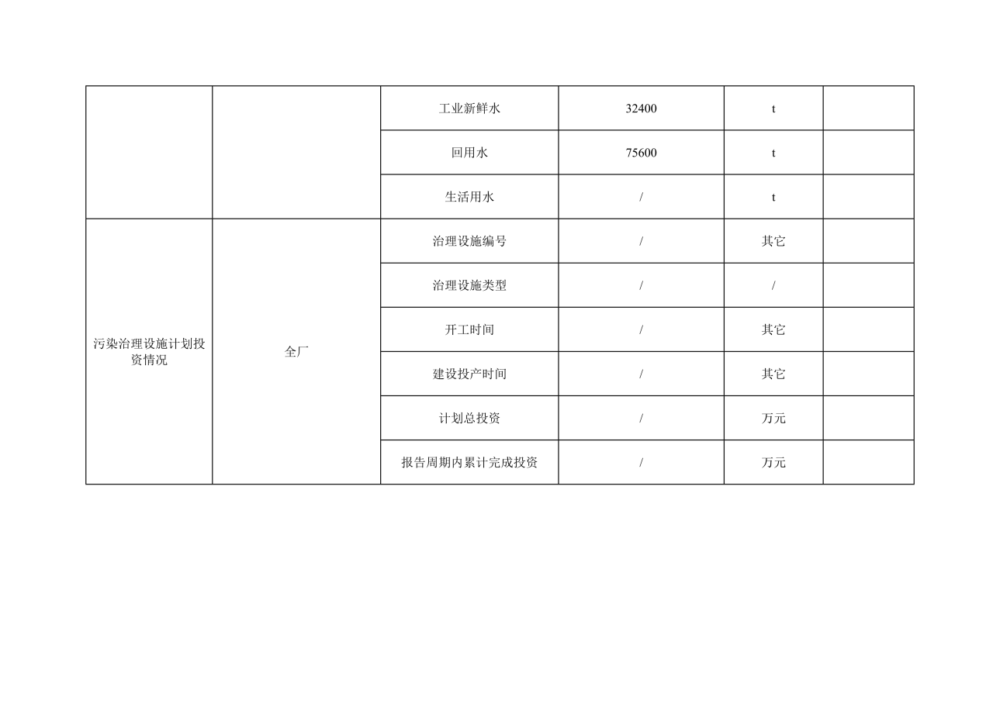 工业新鲜水 32400 t
回用水 75600 t
生活用水 / t
污染治理设施计划投
资情况
全厂
治理设施编号 / 其它
治理设施类型 / /
开工时间 / 其它
建设投产时间 / 其它
计划总投资 / 万元
报告周期内累计完成投资 / 万元